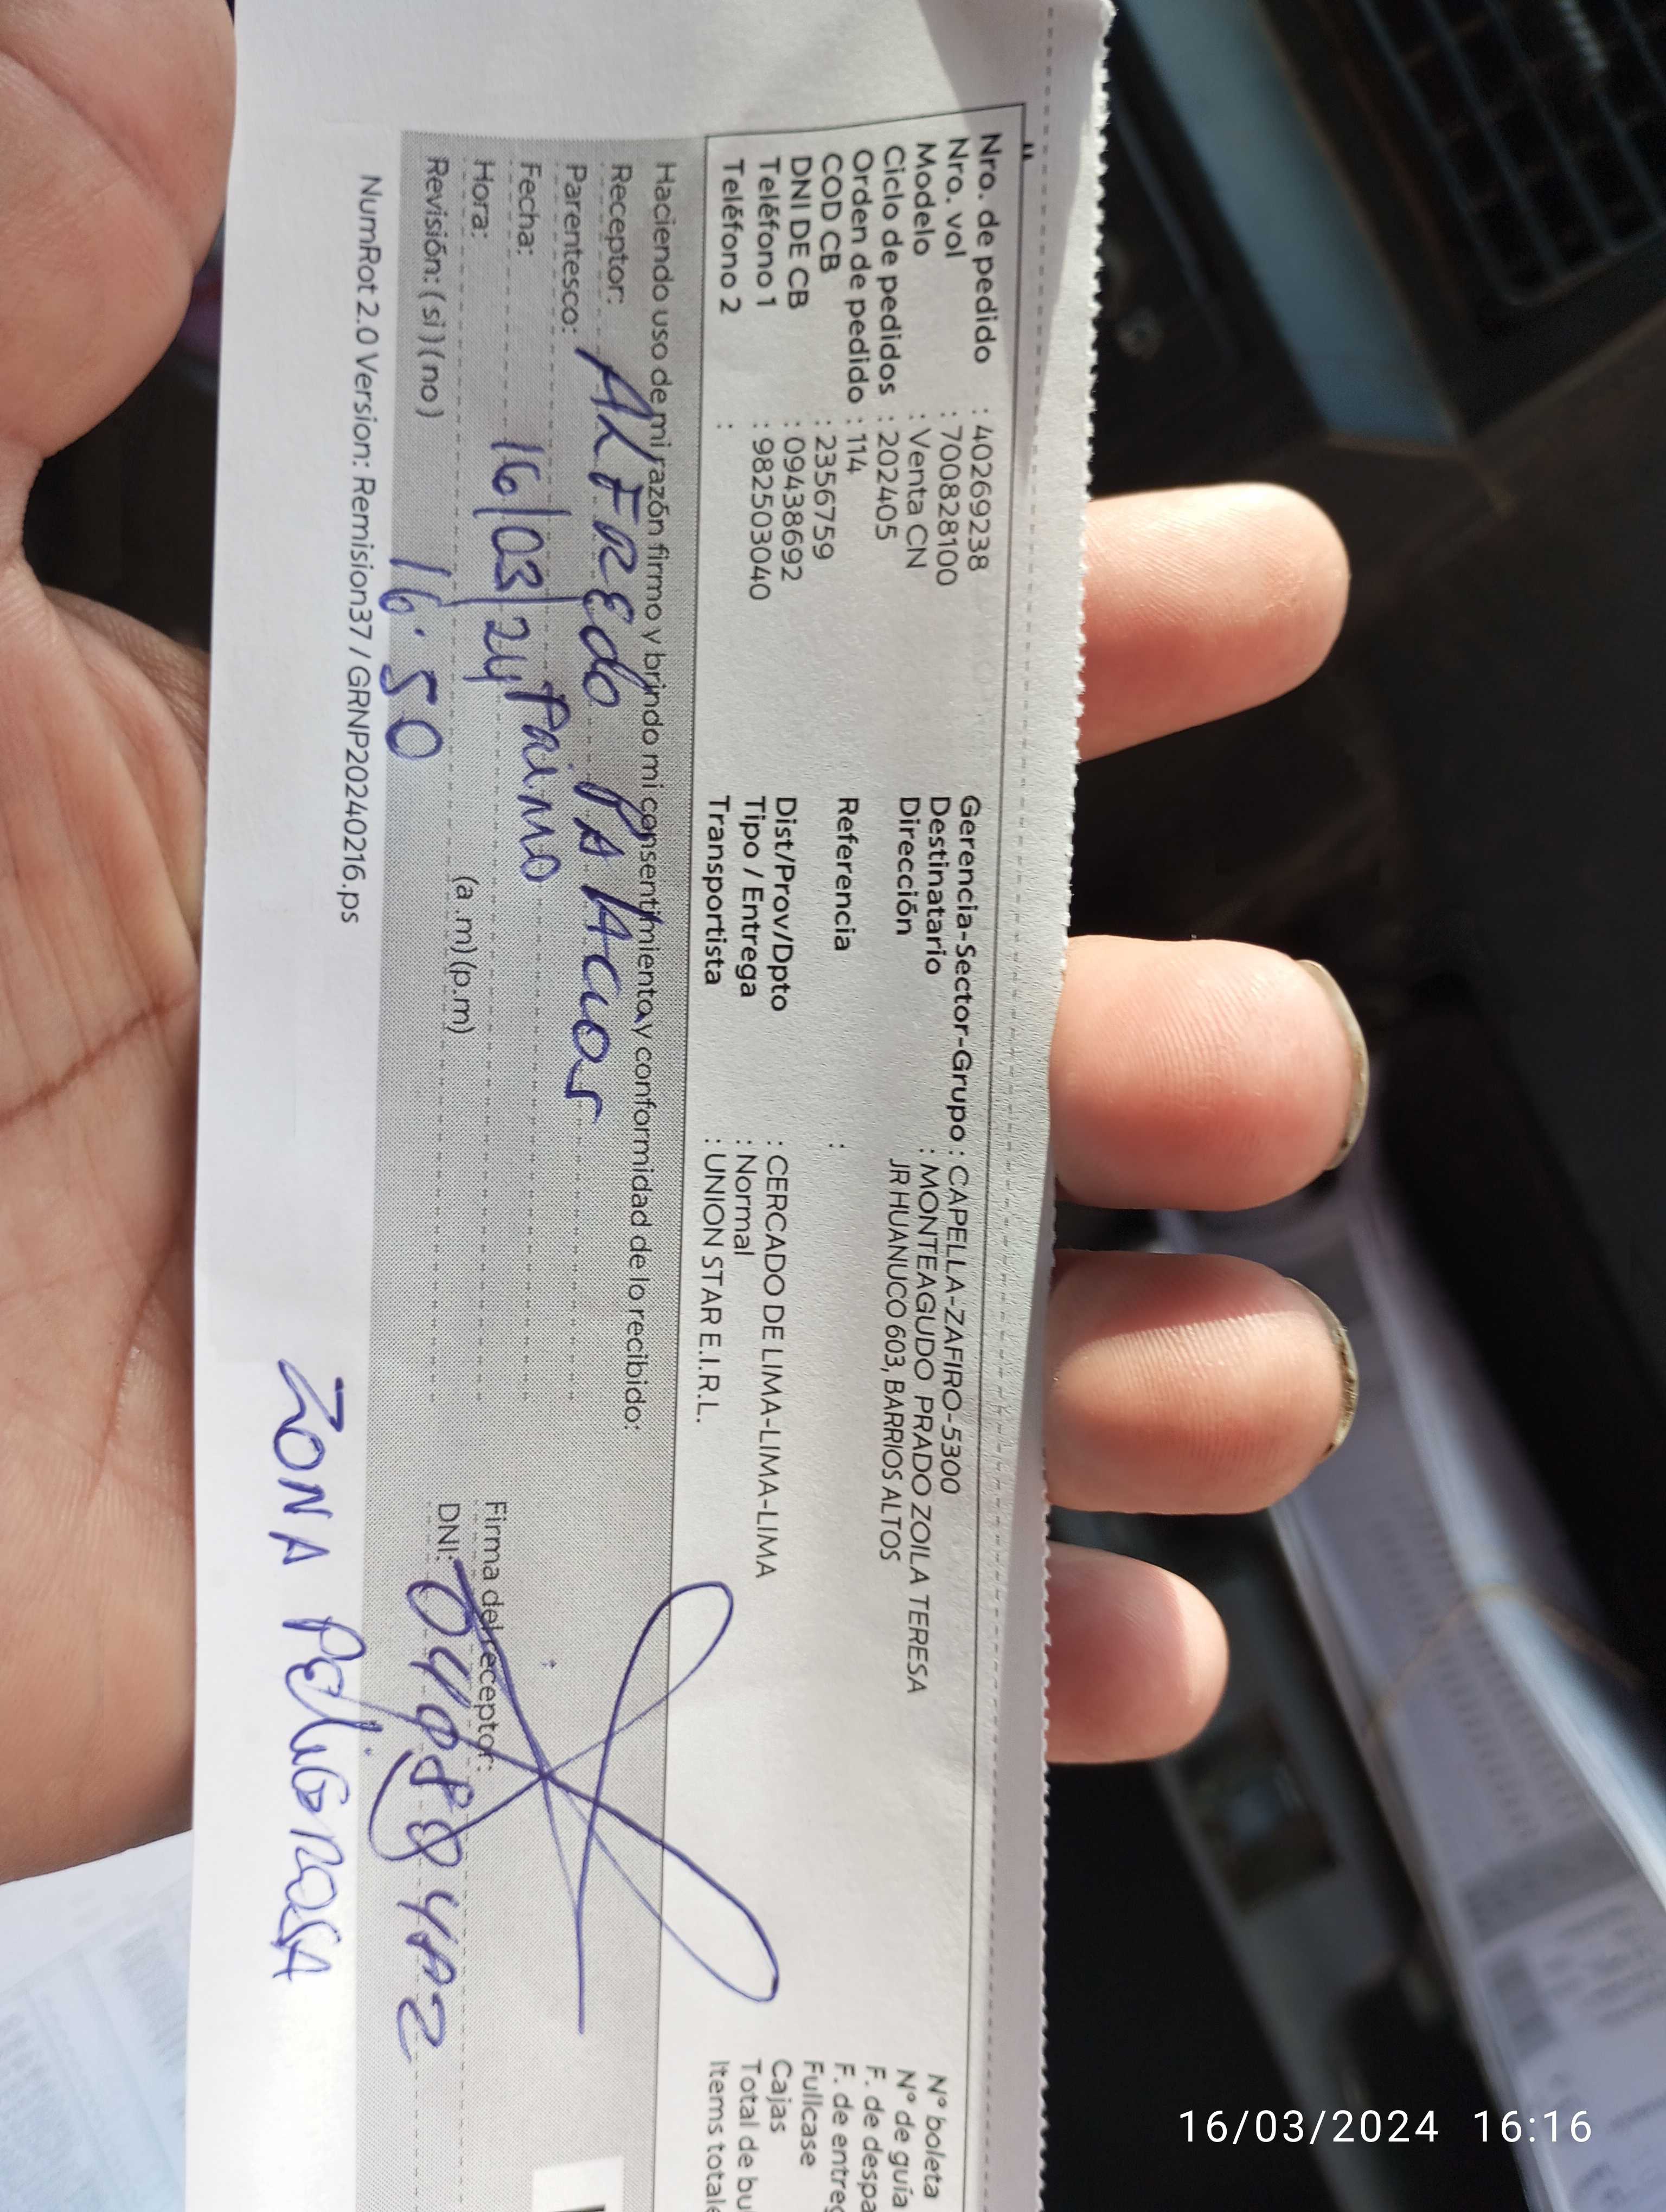 Nro. de pedido : 40269238
Nro. vol : 700828100
Modelo : Venta CN
Ciclo de pedidos : 202405
Orden de pedido : 114
COD CB : 2356759
DNI DE CB : 09438692
Teléfono 1 : 982503040
Teléfono 2 :
Gerencia-Sector-Grupo : CAPELLA-ZAFIRO-5300
Destinatario : MONTEAGUDO PRADO ZOILA TERESA
Dirección JR HUANUCO 603, BARRIOS ALTOS
Referencia :
Dist/Prov/Dpto : CERCADO DE LIMA-LIMA-LIMA
Tipo / Entrega : Normal
Transportista : UNION STAR E.I.R.L.
N° boleta
N° de guía
F. de despa
F. de entreg
Fullcase
Cajas
Total de bu
Items totale
Haciendo uso de mi razón firmo y brindo mi consentimiento y conformidad de lo recibido:
Receptor: ALFREdo PALAcios
Parentesco: Primo
Fecha: 16/03/24
Hora: 16:50 (a.m)(p.m)
Revisión: (si)(no)
Firma del receptor:
DNI:
NumRot 2.0 Version: Remision37 / GRNP20240216.ps
ZONA PELIGROSA
16/03/2024 16:16